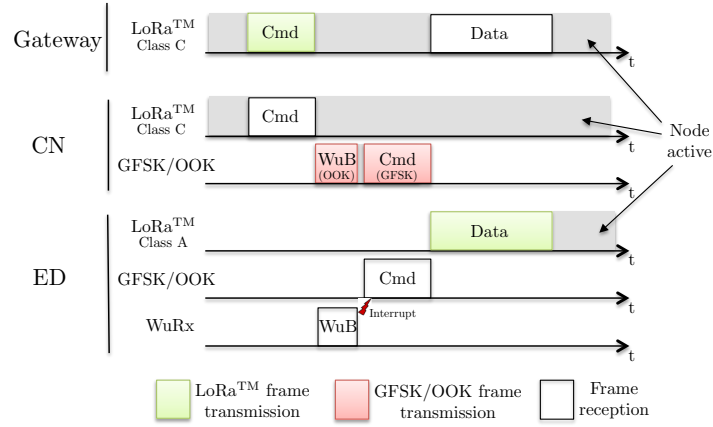 Gateway
LoRa™
Class C
Cmd
Data
t
CN
LoRa™
Class C
Cmd
t
GFSK/OOK
WuB
(OOK)
Cmd
(GFSK)
t
Node
active
ED
LoRa™
Class A
Data
t
GFSK/OOK
Cmd
t
Interrupt
WuRx
WuB
t
LoRa™ frame
transmission
GFSK/OOK frame
transmission
Frame
reception